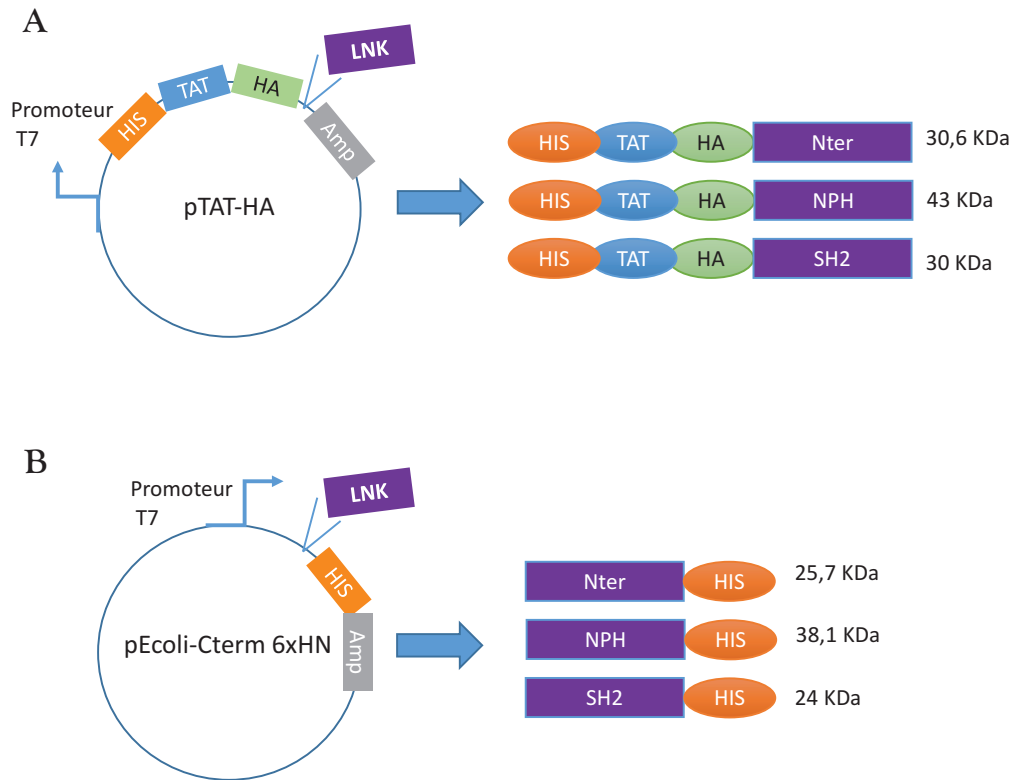 A
LNK
HIS
TAT
HA
Amp
Promoteur
T7
pTAT-HA
HIS TAT HA Nter 30,6 KDa
HIS TAT HA NPH 43 KDa
HIS TAT HA SH2 30 KDa
B
LNK
Promoteur
T7
HIS
Amp
pEcoli-Cterm 6xHN
Nter HIS 25,7 KDa
NPH HIS 38,1 KDa
SH2 HIS 24 KDa